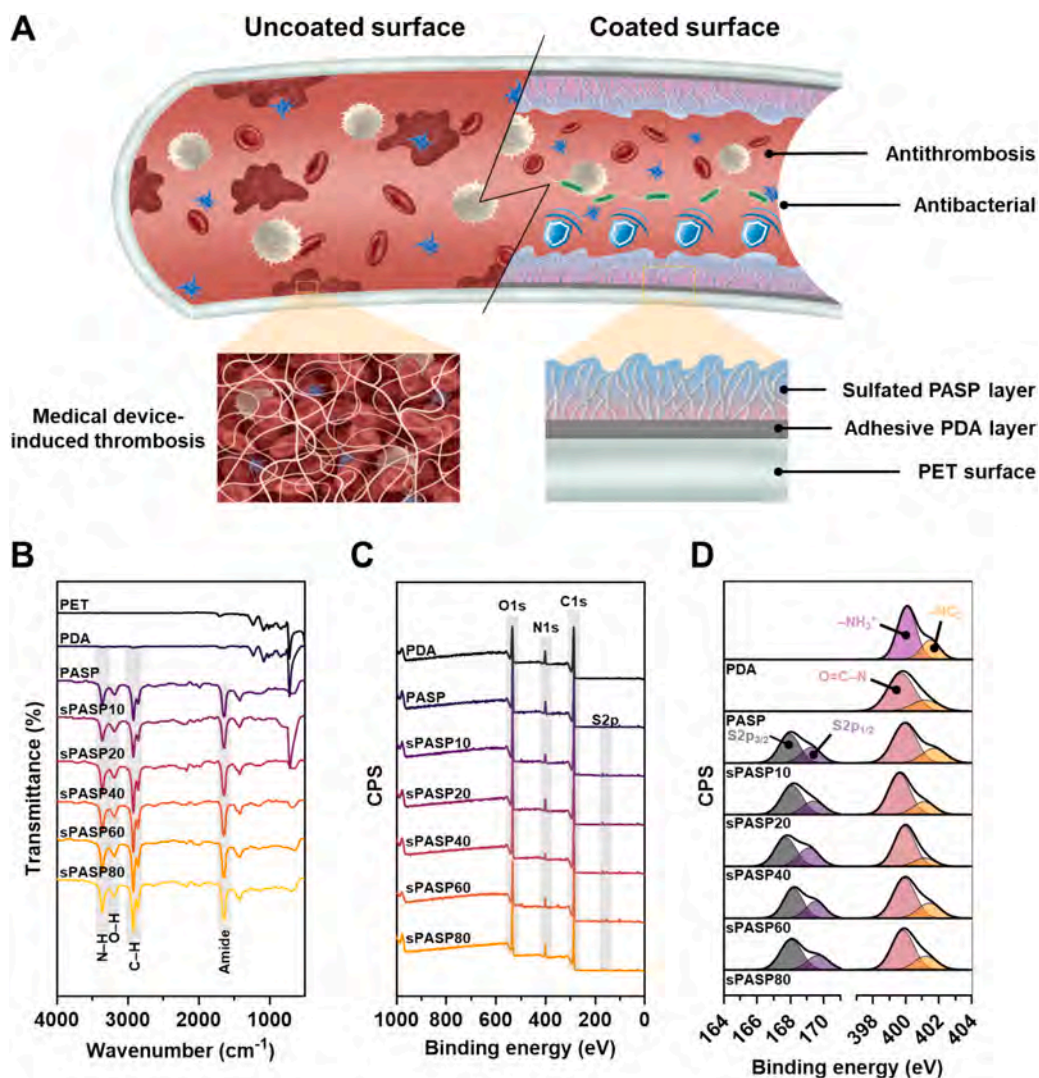 A
Uncoated surface
Coated surface
Antithrombosis
Antibacterial
Medical device-
induced thrombosis
Sulfated PASP layer
Adhesive PDA layer
PET surface
B
PET
PDA
PASP
sPASP10
sPASP20
sPASP40
sPASP60
sPASP80
N–H
O–H
C–H
Amide
Transmittance (%)
4000 3000 2000 1000
Wavenumber (cm⁻¹)
C
O1s
N1s
C1s
S2p
PDA
PASP
sPASP10
sPASP20
sPASP40
sPASP60
sPASP80
CPS
1000 800 600 400 200 0
Binding energy (eV)
D
–NH₃⁺
PDA
O=C–N
PASP
S2p₃/₂
S2p₁/₂
sPASP10
sPASP20
sPASP40
sPASP60
sPASP80
CPS
164 166 168 170 398 400 402 404
Binding energy (eV)